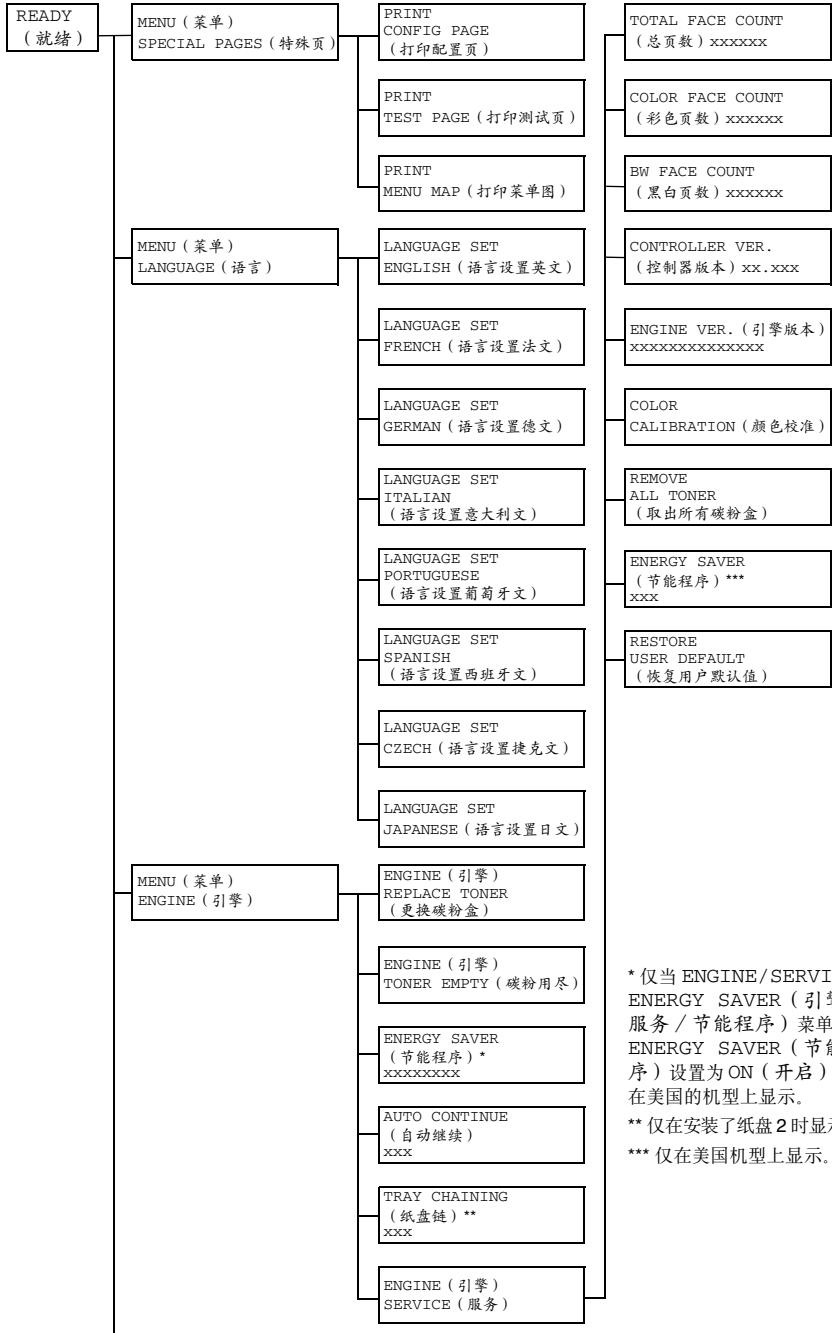 READY
（就绪）
MENU（菜单）
SPECIAL PAGES（特殊页）
PRINT
CONFIG PAGE
（打印配置页）
PRINT
TEST PAGE（打印测试页）
PRINT
MENU MAP（打印菜单图）
MENU（菜单）
LANGUAGE（语言）
LANGUAGE SET
ENGLISH（语言设置英文）
LANGUAGE SET
FRENCH（语言设置法文）
LANGUAGE SET
GERMAN（语言设置德文）
LANGUAGE SET
ITALIAN
（语言设置意大利文）
LANGUAGE SET
PORTUGUESE
（语言设置葡萄牙文）
LANGUAGE SET
SPANISH
（语言设置西班牙文）
LANGUAGE SET
CZECH（语言设置捷克文）
LANGUAGE SET
JAPANESE（语言设置日文）
MENU（菜单）
ENGINE（引擎）
ENGINE（引擎）
REPLACE TONER
（更换碳粉盒）
ENGINE（引擎）
TONER EMPTY（碳粉用尽）
ENERGY SAVER
（节能程序）*
XXXXXXXX
AUTO CONTINUE
（自动继续）
XXX
TRAY CHAINING
（纸盘链）**
XXX
ENGINE（引擎）
SERVICE（服务）
TOTAL FACE COUNT
（总页数）xxxxxx
COLOR FACE COUNT
（彩色页数）xxxxxx
BW FACE COUNT
（黑白页数）xxxxxx
CONTROLLER VER.
（控制器版本）xx.xxx
ENGINE VER.（引擎版本）
XXXXXXXXXXXXXX
COLOR
CALIBRATION（颜色校准）
REMOVE
ALL TONER
（取出所有碳粉盒）
ENERGY SAVER
（节能程序）***
XXX
RESTORE
USER DEFAULT
（恢复用户默认值）
* 仅当 ENGINE/SERVI
ENERGY SAVER（引擎
服务／节能程序）菜单
ENERGY SAVER（节能
序）设置为 ON（开启）
在美国的机型上显示。
** 仅在安装了纸盘 2 时显示
*** 仅在美国机型上显示。